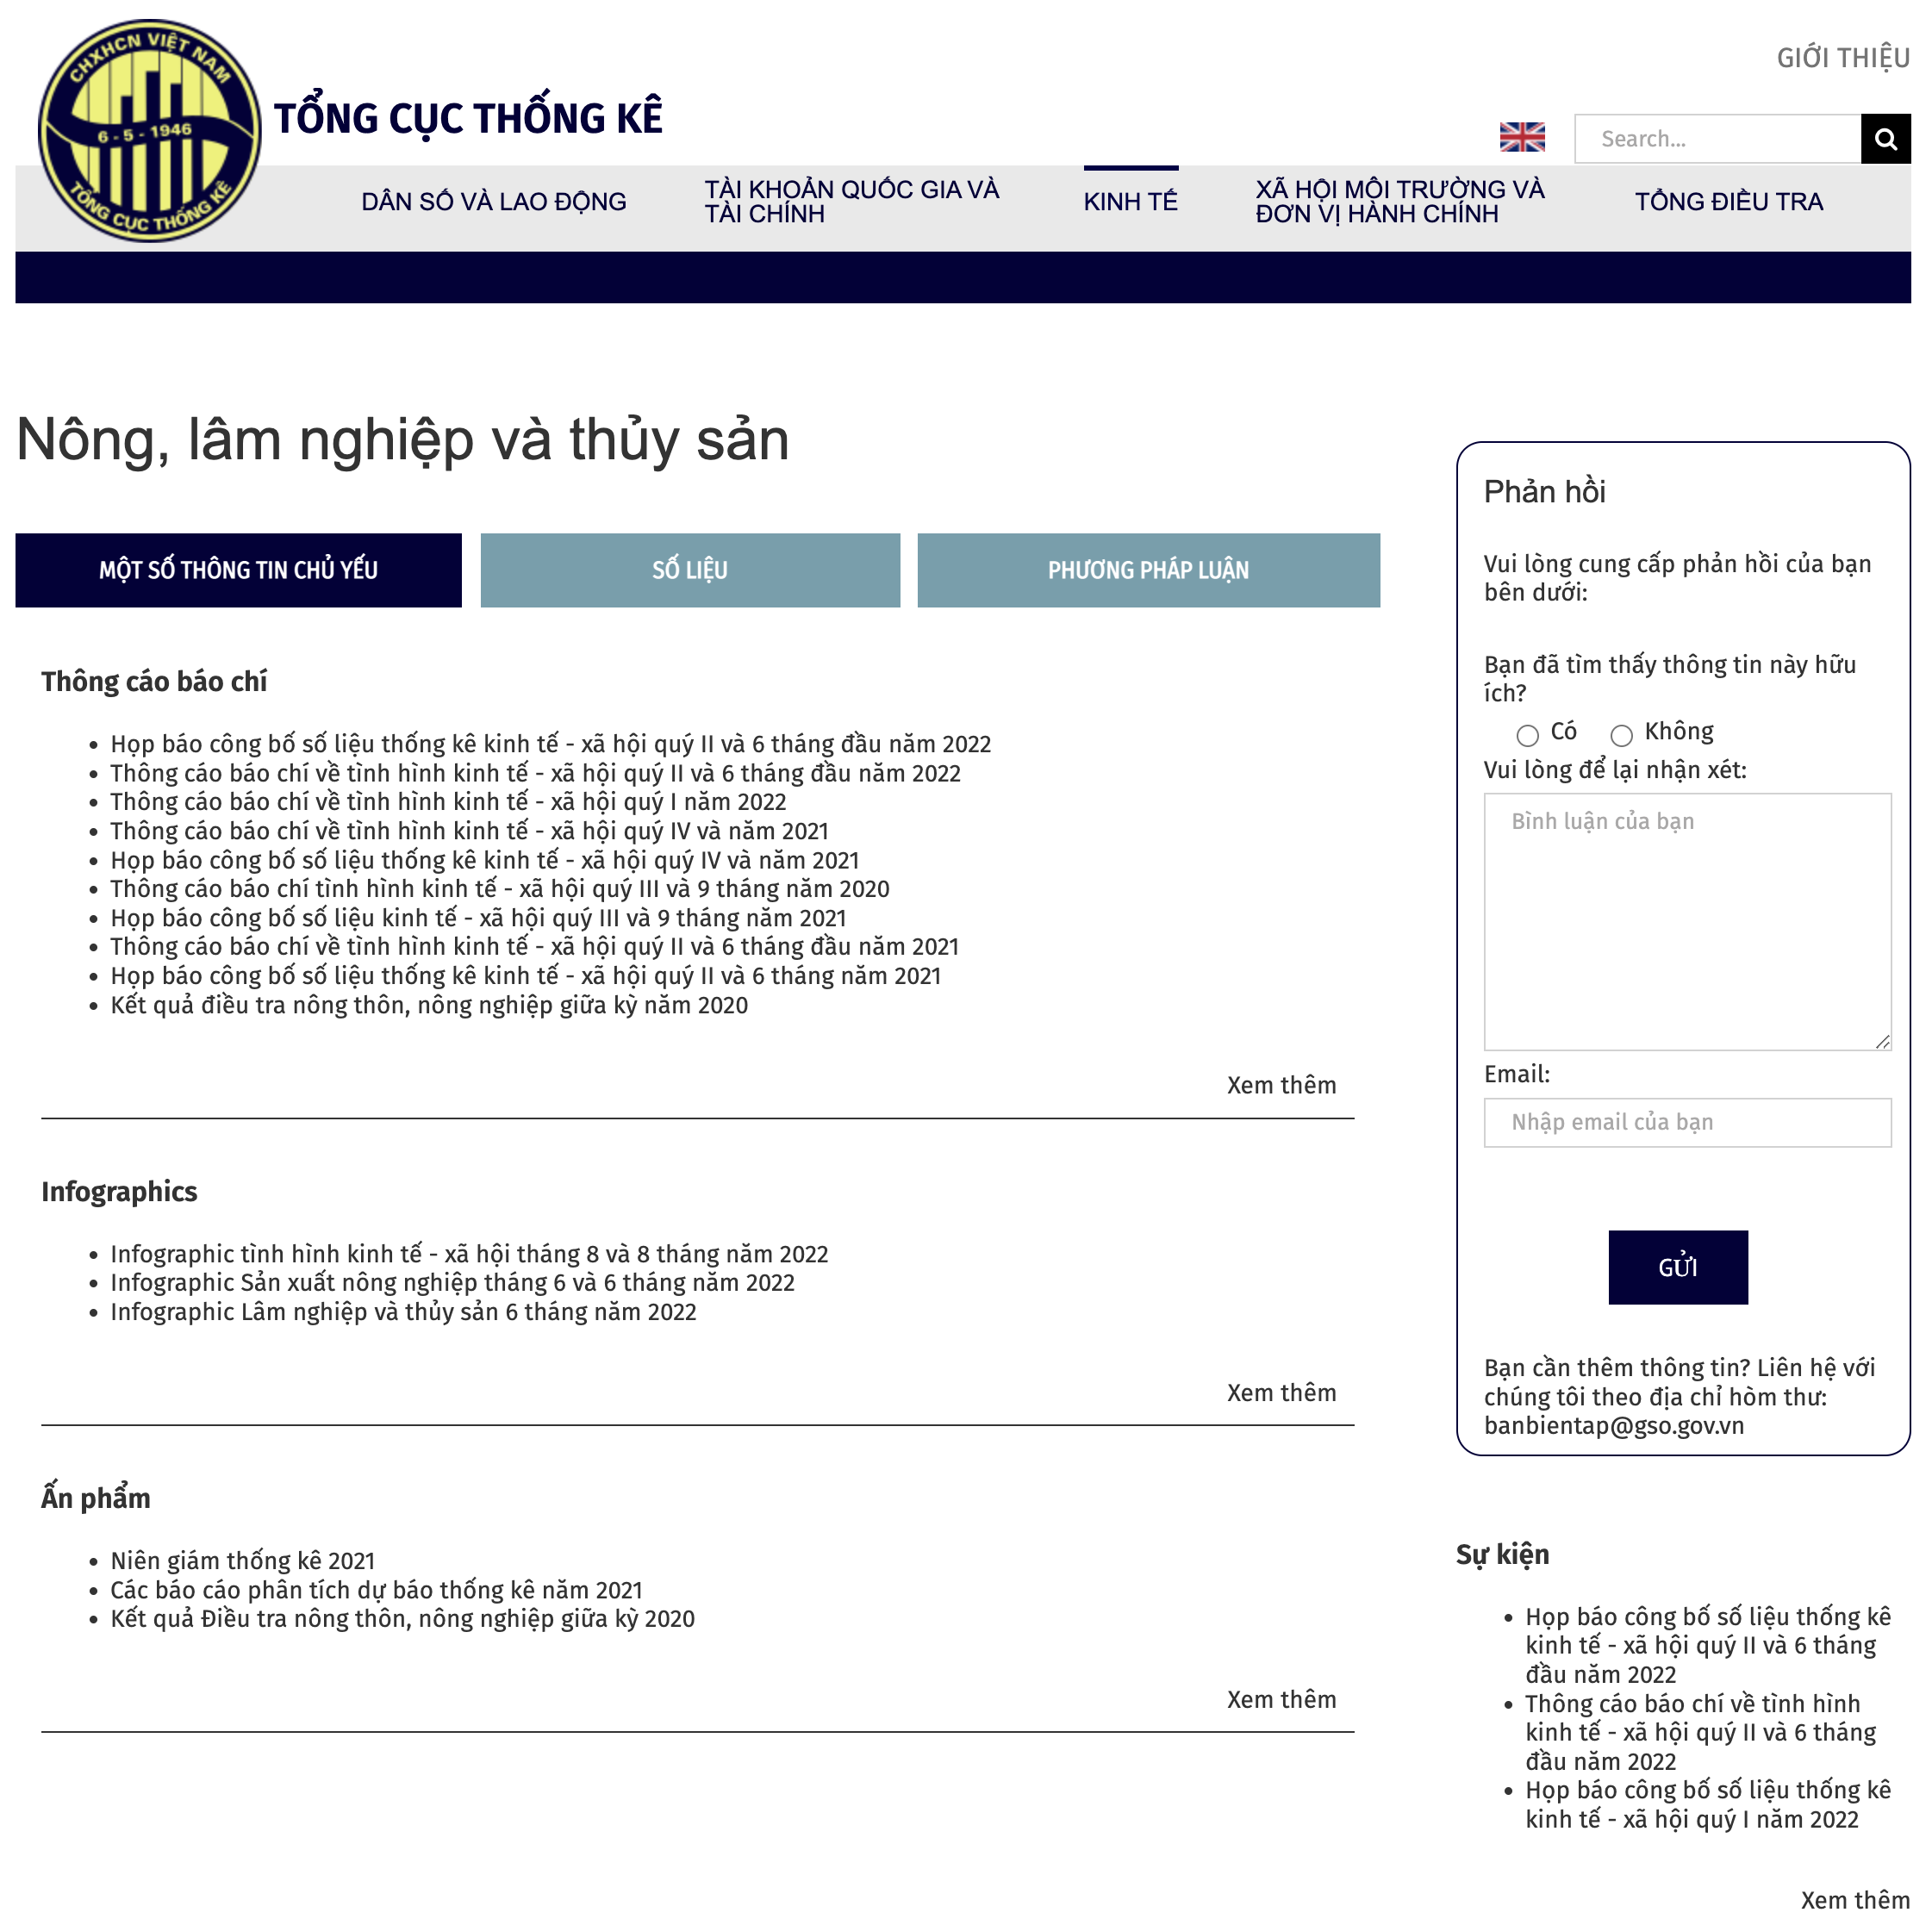 CHXHCN VIỆT NAM
6 - 5 - 1946
TỔNG CỤC THỐNG KÊ
TỔNG CỤC THỐNG KÊ
GIỚI THIỆU
Search...
DÂN SỐ VÀ LAO ĐỘNG
TÀI KHOẢN QUỐC GIA VÀ
TÀI CHÍNH
KINH TẾ
XÃ HỘI MÔI TRƯỜNG VÀ
ĐƠN VỊ HÀNH CHÍNH
TỔNG ĐIỀU TRA
Nông, lâm nghiệp và thủy sản
MỘT SỐ THÔNG TIN CHỦ YẾU
SỐ LIỆU
PHƯƠNG PHÁP LUẬN
Thông cáo báo chí
Họp báo công bố số liệu thống kê kinh tế - xã hội quý II và 6 tháng đầu năm 2022
Thông cáo báo chí về tình hình kinh tế - xã hội quý II và 6 tháng đầu năm 2022
Thông cáo báo chí về tình hình kinh tế - xã hội quý I năm 2022
Thông cáo báo chí về tình hình kinh tế - xã hội quý IV và năm 2021
Họp báo công bố số liệu thống kê kinh tế - xã hội quý IV và năm 2021
Thông cáo báo chí tình hình kinh tế - xã hội quý III và 9 tháng năm 2020
Họp báo công bố số liệu kinh tế - xã hội quý III và 9 tháng năm 2021
Thông cáo báo chí về tình hình kinh tế - xã hội quý II và 6 tháng đầu năm 2021
Họp báo công bố số liệu thống kê kinh tế - xã hội quý II và 6 tháng năm 2021
Kết quả điều tra nông thôn, nông nghiệp giữa kỳ năm 2020
Xem thêm
Infographics
Infographic tình hình kinh tế - xã hội tháng 8 và 8 tháng năm 2022
Infographic Sản xuất nông nghiệp tháng 6 và 6 tháng năm 2022
Infographic Lâm nghiệp và thủy sản 6 tháng năm 2022
Xem thêm
Ấn phẩm
Niên giám thống kê 2021
Các báo cáo phân tích dự báo thống kê năm 2021
Kết quả Điều tra nông thôn, nông nghiệp giữa kỳ 2020
Xem thêm
Phản hồi
Vui lòng cung cấp phản hồi của bạn
bên dưới:
Bạn đã tìm thấy thông tin này hữu
ích?
Có Không
Vui lòng để lại nhận xét:
Bình luận của bạn
Email:
Nhập email của bạn
GỬI
Bạn cần thêm thông tin? Liên hệ với
chúng tôi theo địa chỉ hòm thư:
banbientap@gso.gov.vn
Sự kiện
Họp báo công bố số liệu thống kê
kinh tế - xã hội quý II và 6 tháng
đầu năm 2022
Thông cáo báo chí về tình hình
kinh tế - xã hội quý II và 6 tháng
đầu năm 2022
Họp báo công bố số liệu thống kê
kinh tế - xã hội quý I năm 2022
Xem thêm